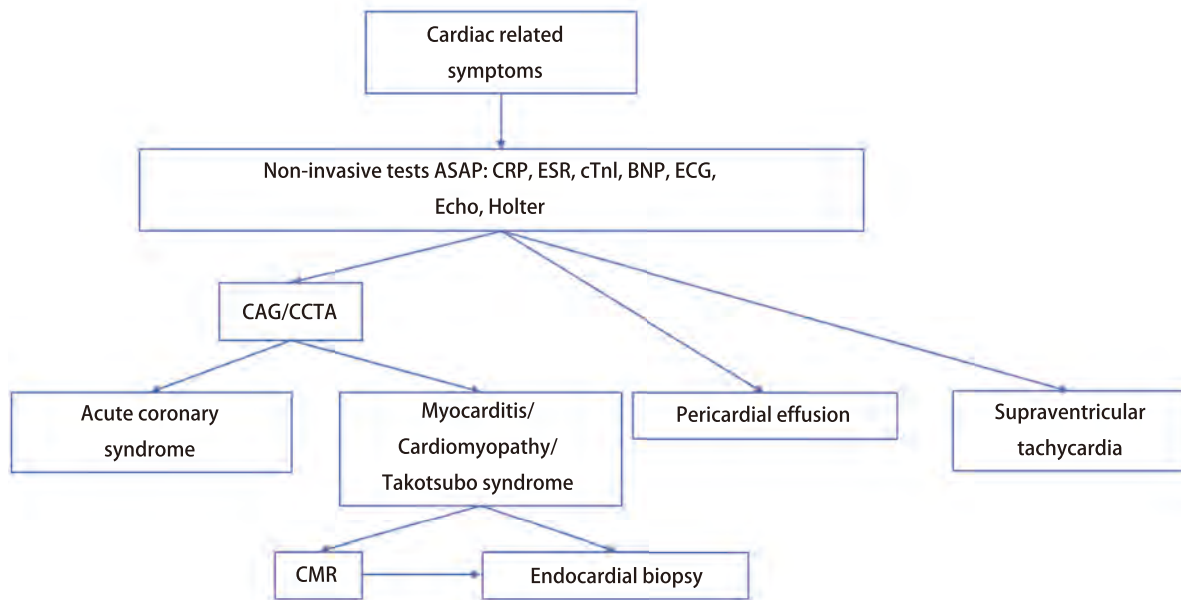 Cardiac related
symptoms
Non-invasive tests ASAP: CRP, ESR, cTnl, BNP, ECG,
Echo, Holter
CAG/CCTA
Acute coronary
syndrome
Myocarditis/
Cardiomyopathy/
Takotsubo syndrome
Pericardial effusion
Supraventricular
tachycardia
CMR
Endocardial biopsy